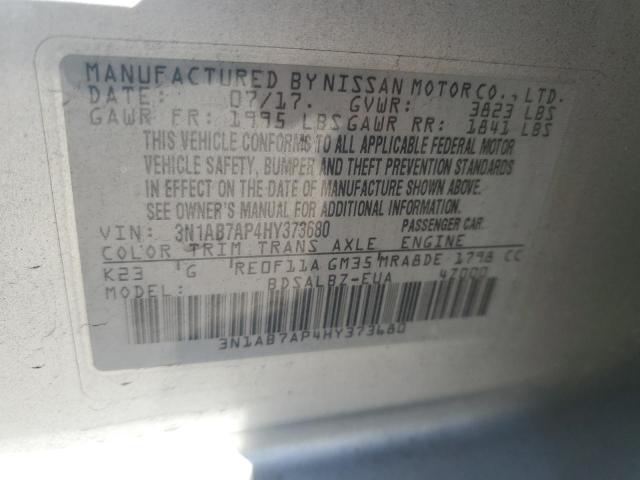 MANUFACTURED BY NISSAN MOTOR CO., LTD.
DATE: 07/17. GVWR: 3823 LBS
GAWR FR: 1995 LBS GAWR RR: 1841 LBS
THIS VEHICLE CONFORMS TO ALL APPLICABLE FEDERAL MOTOR
VEHICLE SAFETY, BUMPER AND THEFT PREVENTION STANDARDS
IN EFFECT ON THE DATE OF MANUFACTURE SHOWN ABOVE.
SEE OWNER'S MANUAL FOR ADDITIONAL INFORMATION.
VIN: 3N1AB7AP4HY373680 PASSENGER CAR
COLOR TRIM TRANS AXLE ENGINE
K23 G RE0F11A GM35 MRA8DE 1798 CC
MODEL: BDSALBZ-EUA 4Z000
3N1AB7AP4HY373680